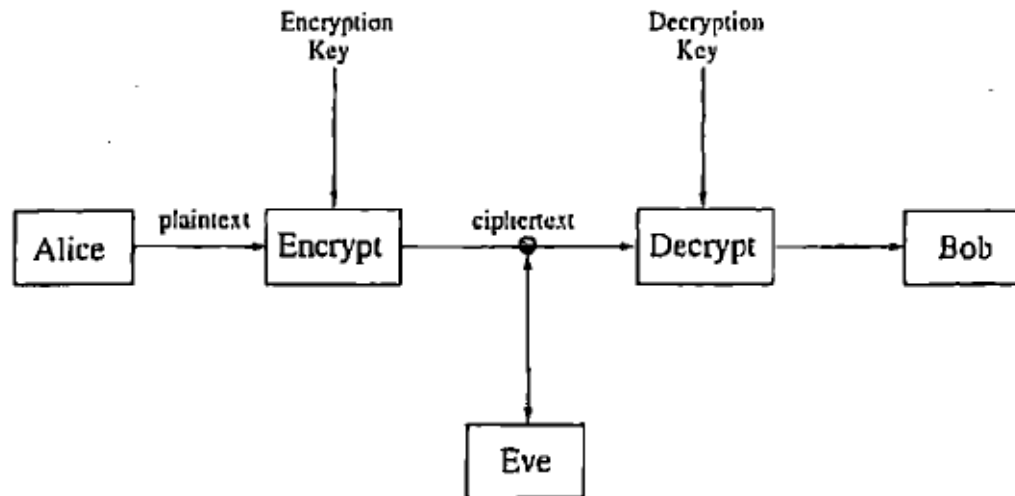 Encryption
Key
Decryption
Key
Alice
plaintext
Encrypt
ciphertext
Decrypt
Bob
Eve